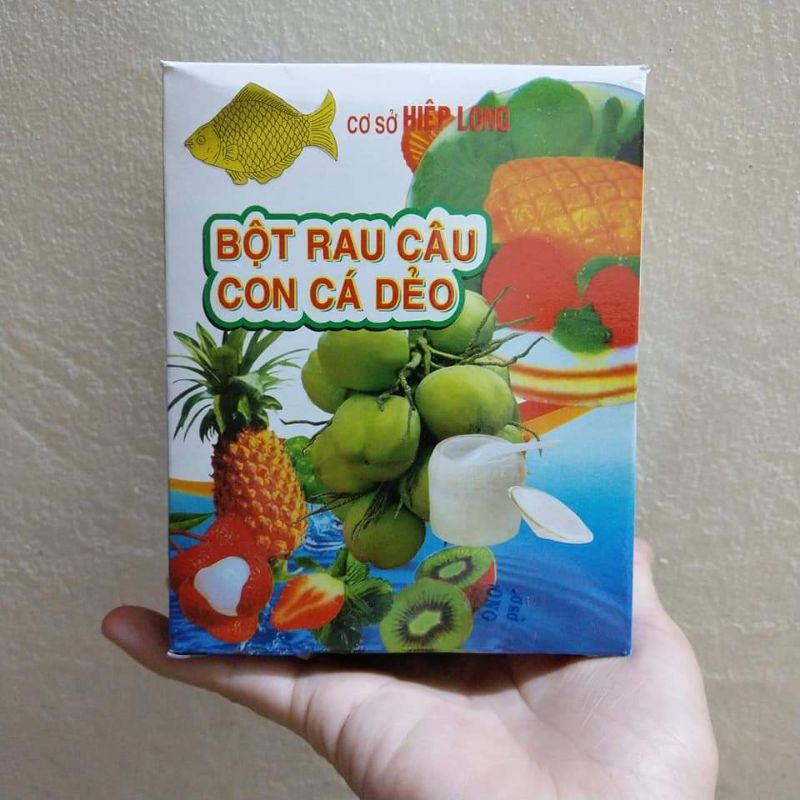 CƠ SỞ HIỆP LONG
BỘT RAU CÂU
CON CÁ DẺO